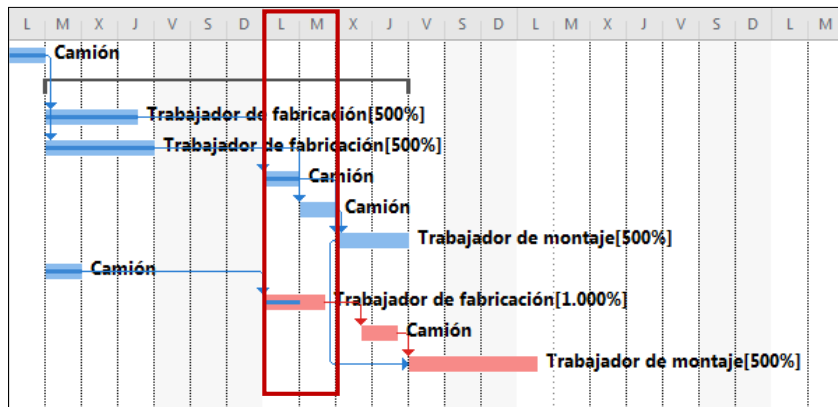 L M X J V S D L M X J V S D L M X J V S D L M
Camión
Trabajador de fabricación[500%]
Trabajador de fabricación[500%]
Camión
Camión
Trabajador de montaje[500%]
Camión
Trabajador de fabricación[1.000%]
Camión
Trabajador de montaje[500%]